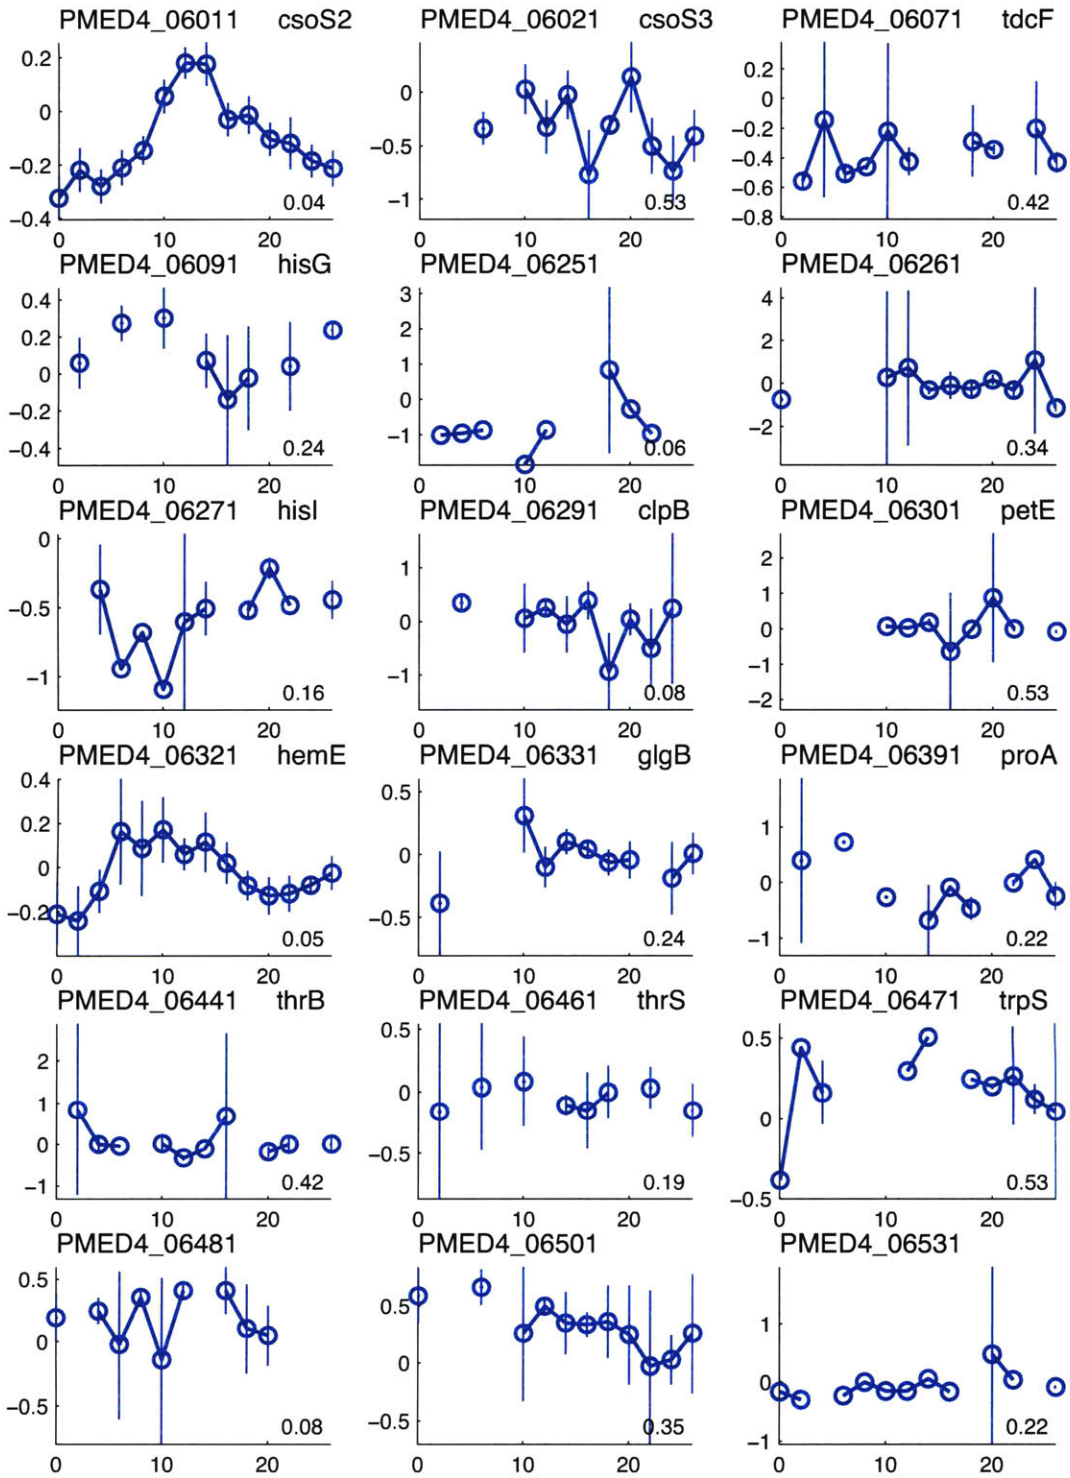 PMED4_06011 csoS2 PMED4_06021 csoS3 PMED4_06071 tdcF
0.2 0 −0.2 −0.4 0.04 0 −0.5 −1 0.53 0.2 0 −0.2 −0.4 −0.6 −0.8 0.42
0 10 20 0 10 20 0 10 20
PMED4_06091 hisG PMED4_06251 PMED4_06261
0.4 0.2 0 −0.2 −0.4 0.24 3 2 1 0 −1 0.06 4 2 0 −2 0.34
0 10 20 0 10 20 0 10 20
PMED4_06271 hisI PMED4_06291 clpB PMED4_06301 petE
0 −0.5 −1 0.16 1 0 −1 0.08 2 1 0 −1 −2 0.53
0 10 20 0 10 20 0 10 20
PMED4_06321 hemE PMED4_06331 glgB PMED4_06391 proA
0.4 0.2 0 −0.2 0.05 0.5 0 −0.5 0.24 1 0 −1 0.22
0 10 20 0 10 20 0 10 20
PMED4_06441 thrB PMED4_06461 thrS PMED4_06471 trpS
2 1 0 −1 0.42 0.5 0 −0.5 0.19 0.5 0 −0.5 0.53
0 10 20 0 10 20 0 10 20
PMED4_06481 PMED4_06501 PMED4_06531
0.5 0 −0.5 0.08 0.5 0 −0.5 0.35 1 0 −1 0.22
0 10 20 0 10 20 0 10 20